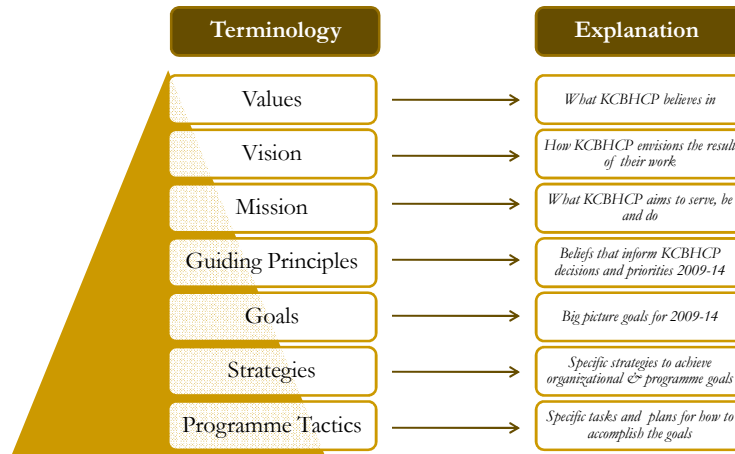 Terminology
Explanation
Values
What KCBHCP believes in
Vision
How KCBHCP envisions the result
of their work
Mission
What KCBHCP aims to serve, be
and do
Guiding Principles
Beliefs that inform KCBHCP
decisions and priorities 2009-14
Goals
Big picture goals for 2009-14
Strategies
Specific strategies to achieve
organizational & programme goals
Programme Tactics
Specific tasks and plans for how to
accomplish the goals